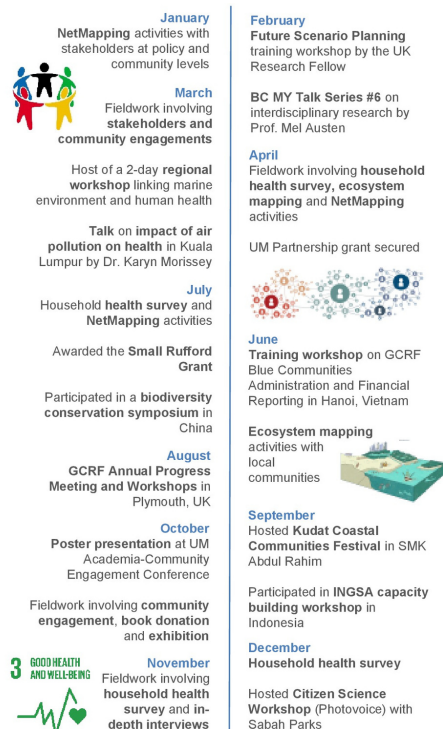 January
NetMapping activities with
stakeholders at policy and
community levels
March
Fieldwork involving
stakeholders and
community engagements
Host of a 2-day regional
workshop linking marine
environment and human health
Talk on impact of air
pollution on health in Kuala
Lumpur by Dr. Karyn Morissey
July
Household health survey and
NetMapping activities
Awarded the Small Rufford
Grant
Participated in a biodiversity
conservation symposium in
China
August
GCRF Annual Progress
Meeting and Workshops in
Plymouth, UK
October
Poster presentation at UM
Academia-Community
Engagement Conference
Fieldwork involving community
engagement, book donation
and exhibition
3 GOOD HEALTH
AND WELL-BEING
November
Fieldwork involving
household health
survey and in-
depth interviews
February
Future Scenario Planning
training workshop by the UK
Research Fellow
BC MY Talk Series #6 on
interdisciplinary research by
Prof. Mel Austen
April
Fieldwork involving household
health survey, ecosystem
mapping and NetMapping
activities
UM Partnership grant secured
June
Training workshop on GCRF
Blue Communities
Administration and Financial
Reporting in Hanoi, Vietnam
Ecosystem mapping
activities with
local
communities
September
Hosted Kudat Coastal
Communities Festival in SMK
Abdul Rahim
Participated in INGSA capacity
building workshop in
Indonesia
December
Household health survey
Hosted Citizen Science
Workshop (Photovoice) with
Sabah Parks